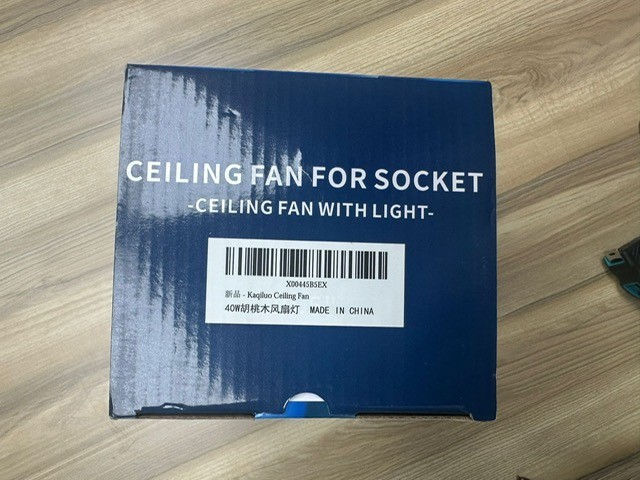 CEILING FAN FOR SOCKET
-CEILING FAN WITH LIGHT-
X00445B5EX
新品 - Kaqiluo Ceiling Fan
40W胡桃木风扇灯 MADE IN CHINA